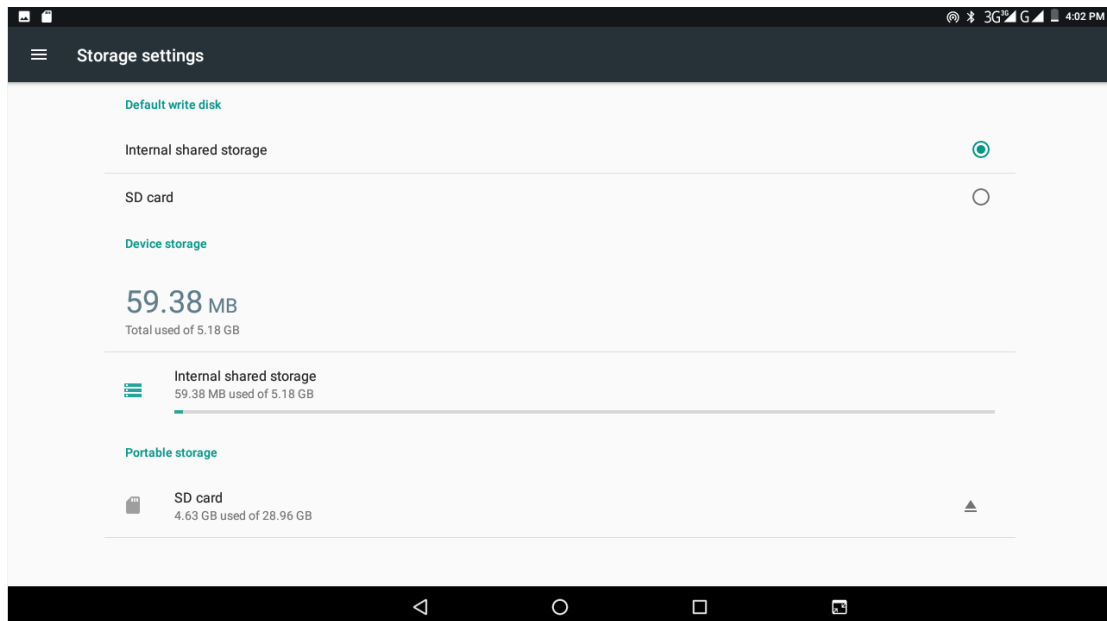 3G 3G G 4:02 PM
Storage settings
Default write disk
Internal shared storage
SD card
Device storage
59.38 MB
Total used of 5.18 GB
Internal shared storage
59.38 MB used of 5.18 GB
Portable storage
SD card
4.63 GB used of 28.96 GB